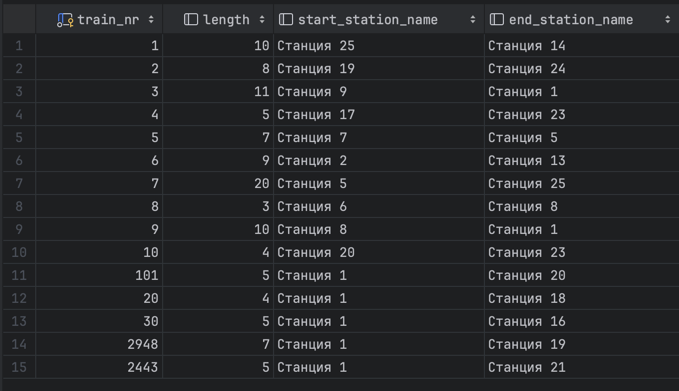 train_nr length start_station_name end_station_name
1 1 10 Станция 25 Станция 14
2 2 8 Станция 19 Станция 24
3 3 11 Станция 9 Станция 1
4 4 5 Станция 17 Станция 23
5 5 7 Станция 7 Станция 5
6 6 9 Станция 2 Станция 13
7 7 20 Станция 5 Станция 25
8 8 3 Станция 6 Станция 8
9 9 10 Станция 8 Станция 1
10 10 4 Станция 20 Станция 23
11 101 5 Станция 1 Станция 20
12 20 4 Станция 1 Станция 18
13 30 5 Станция 1 Станция 16
14 2948 7 Станция 1 Станция 19
15 2443 5 Станция 1 Станция 21